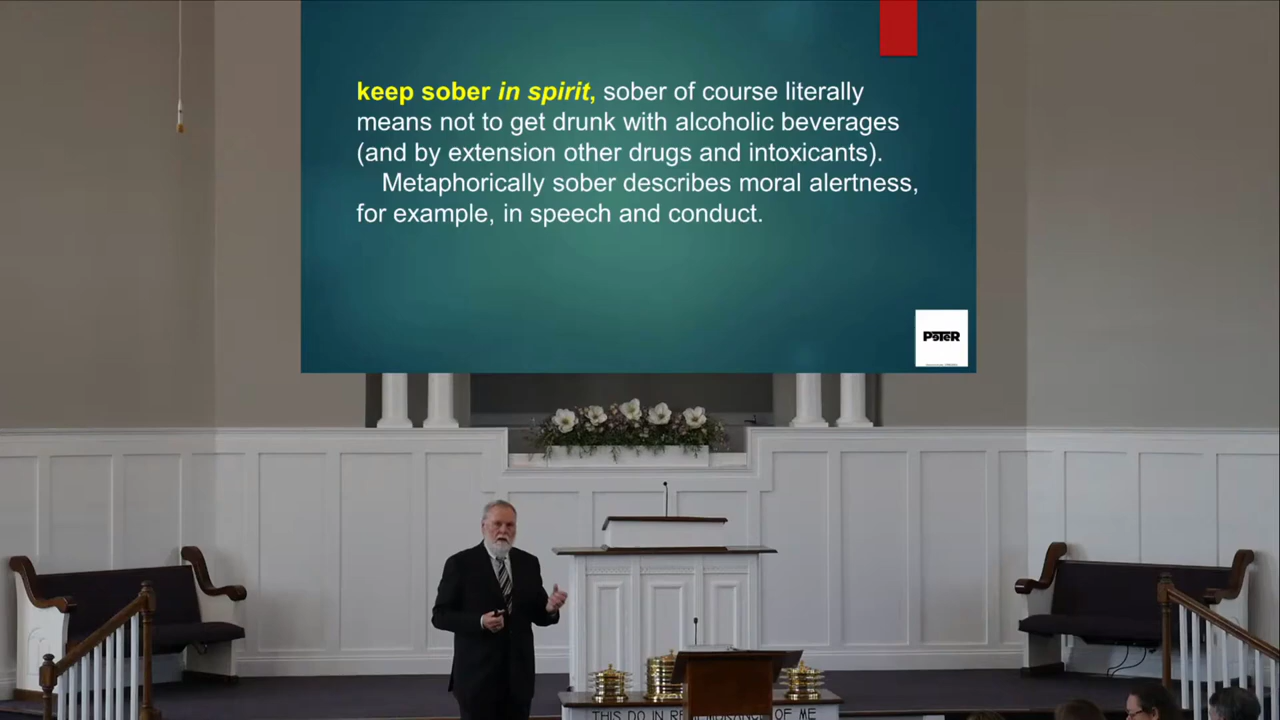 keep sober in spirit, sober of course literally
means not to get drunk with alcoholic beverages
(and by extension other drugs and intoxicants).
Metaphorically sober describes moral alertness,
for example, in speech and conduct.
PeTeR
THIS DO IN REMEMBRANCE OF ME